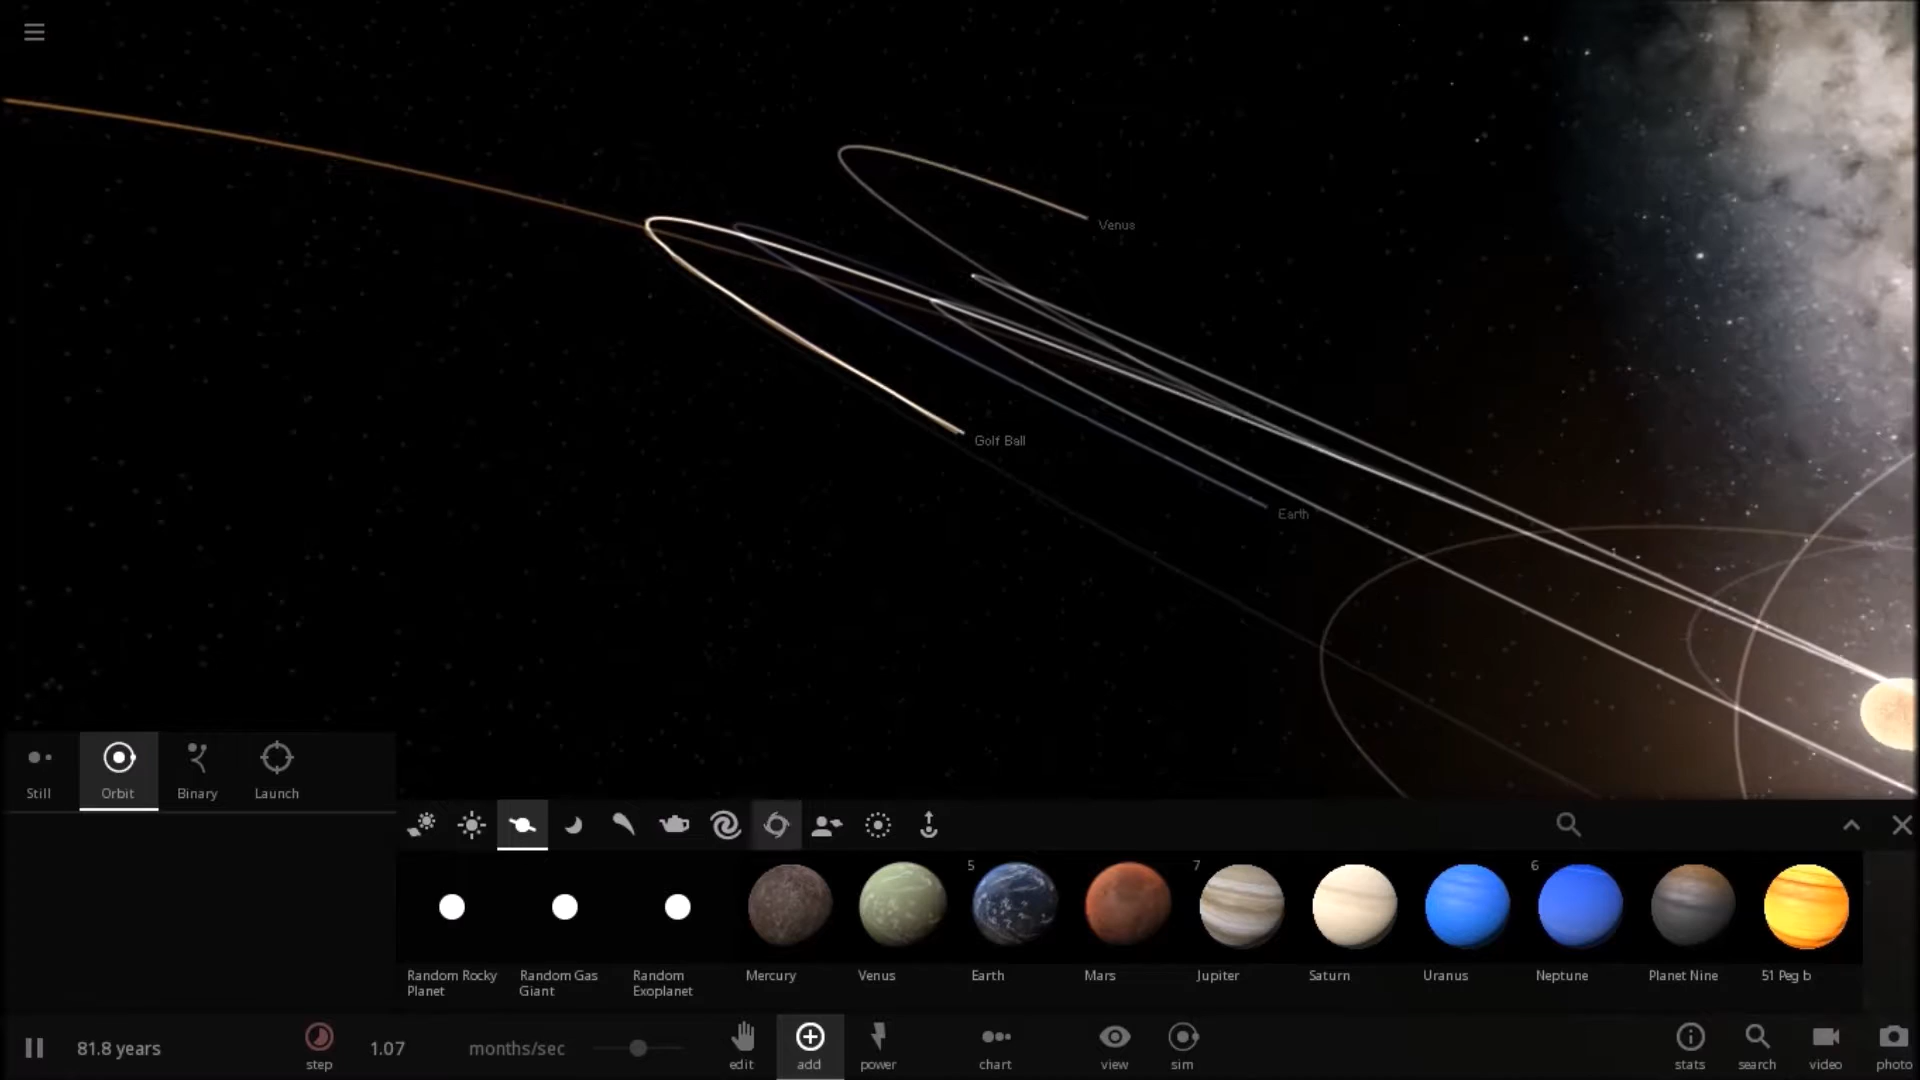 Venus
Golf Ball
Earth
Still
Orbit
Binary
Launch
5
7
6
Random Rocky
Planet
Random Gas
Giant
Random
Exoplanet
Mercury
Venus
Earth
Mars
Jupiter
Saturn
Uranus
Neptune
Planet Nine
51 Peg b
81.8 years
step
1.07
months/sec
edit
add
power
chart
view
sim
stats
search
video
photo